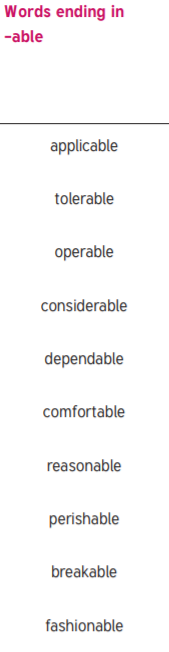 Words ending in
–able
applicable
tolerable
operable
considerable
dependable
comfortable
reasonable
perishable
breakable
fashionable